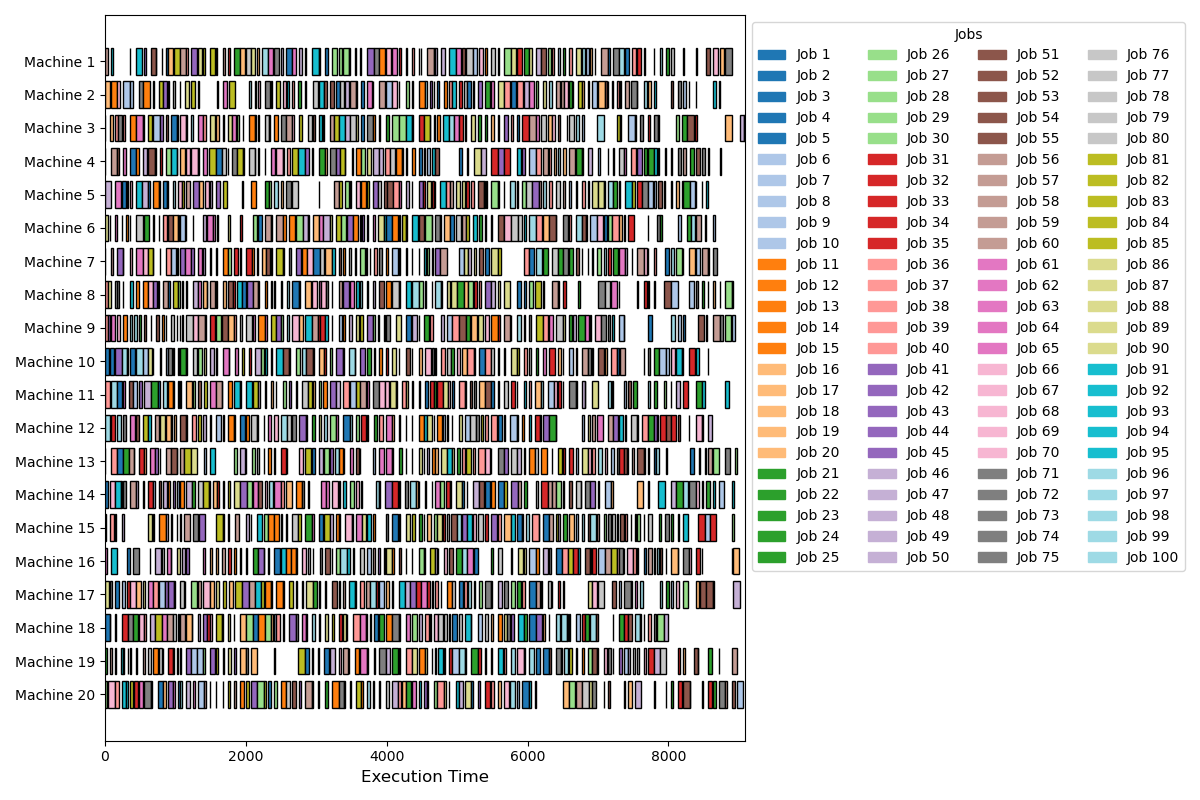 Machine 1
Machine 2
Machine 3
Machine 4
Machine 5
Machine 6
Machine 7
Machine 8
Machine 9
Machine 10
Machine 11
Machine 12
Machine 13
Machine 14
Machine 15
Machine 16
Machine 17
Machine 18
Machine 19
Machine 20
0 2000 4000 6000 8000
Execution Time
Jobs
Job 1 Job 26 Job 51 Job 76
Job 2 Job 27 Job 52 Job 77
Job 3 Job 28 Job 53 Job 78
Job 4 Job 29 Job 54 Job 79
Job 5 Job 30 Job 55 Job 80
Job 6 Job 31 Job 56 Job 81
Job 7 Job 32 Job 57 Job 82
Job 8 Job 33 Job 58 Job 83
Job 9 Job 34 Job 59 Job 84
Job 10 Job 35 Job 60 Job 85
Job 11 Job 36 Job 61 Job 86
Job 12 Job 37 Job 62 Job 87
Job 13 Job 38 Job 63 Job 88
Job 14 Job 39 Job 64 Job 89
Job 15 Job 40 Job 65 Job 90
Job 16 Job 41 Job 66 Job 91
Job 17 Job 42 Job 67 Job 92
Job 18 Job 43 Job 68 Job 93
Job 19 Job 44 Job 69 Job 94
Job 20 Job 45 Job 70 Job 95
Job 21 Job 46 Job 71 Job 96
Job 22 Job 47 Job 72 Job 97
Job 23 Job 48 Job 73 Job 98
Job 24 Job 49 Job 74 Job 99
Job 25 Job 50 Job 75 Job 100